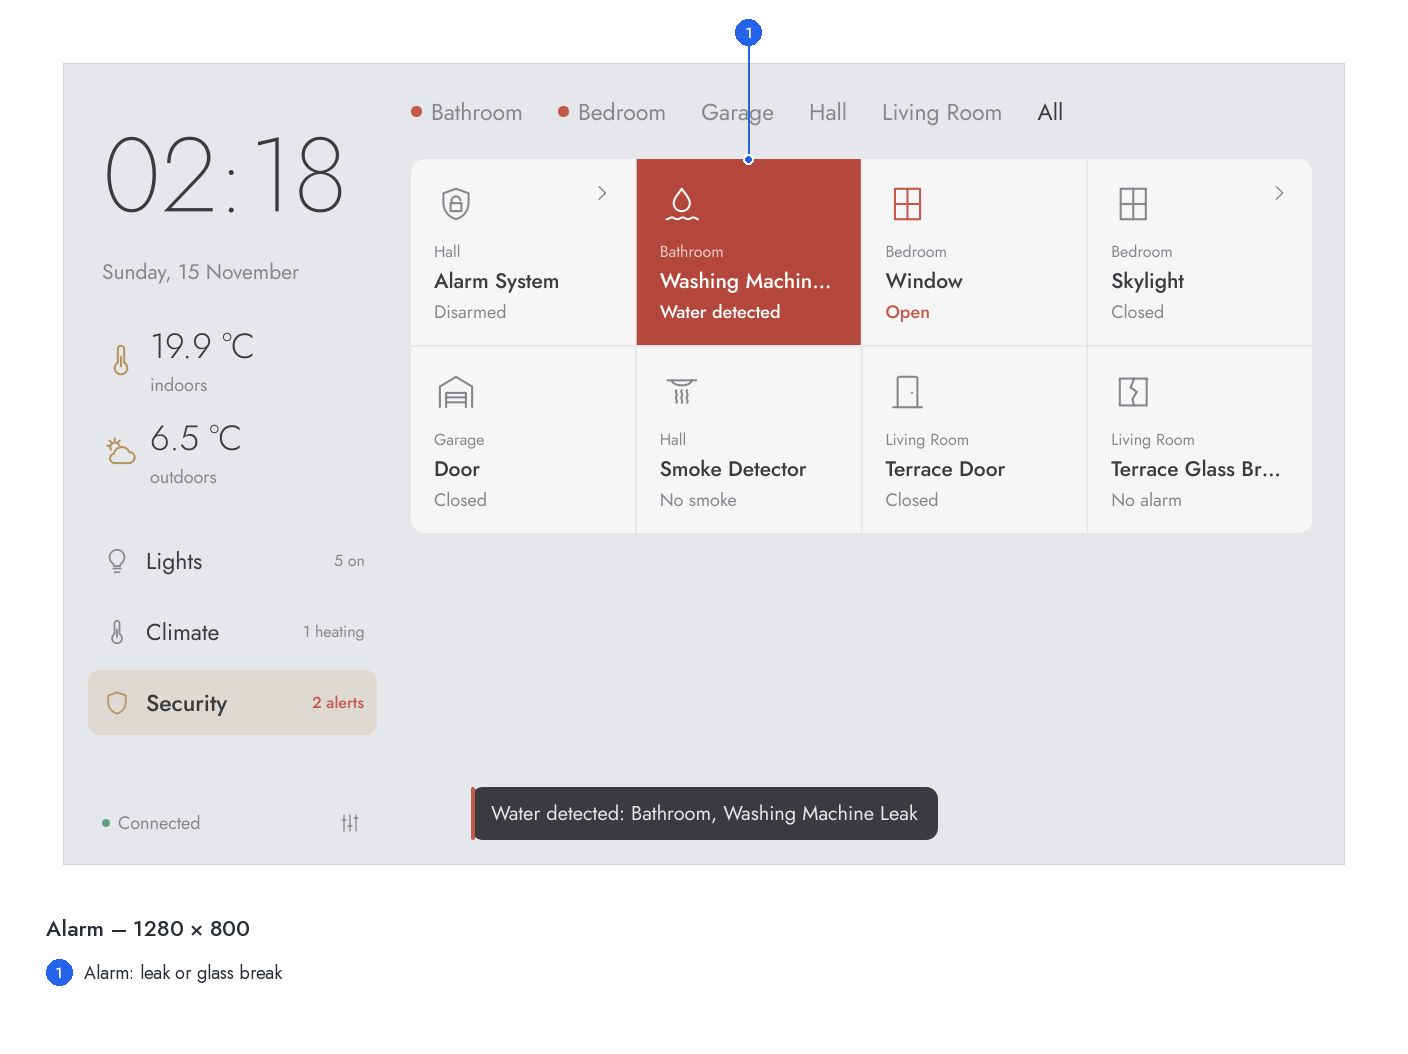 1
Bathroom Bedroom Garage Hall Living Room All
02:18
Sunday, 15 November
19.9 °C
indoors
6.5 °C
outdoors
Lights 5 on
Climate 1 heating
Security 2 alerts
Connected
Hall
Alarm System
Disarmed
Bathroom
Washing Machin...
Water detected
Bedroom
Window
Open
Bedroom
Skylight
Closed
Garage
Door
Closed
Hall
Smoke Detector
No smoke
Living Room
Terrace Door
Closed
Living Room
Terrace Glass Br...
No alarm
Water detected: Bathroom, Washing Machine Leak
Alarm – 1280 × 800
1 Alarm: leak or glass break